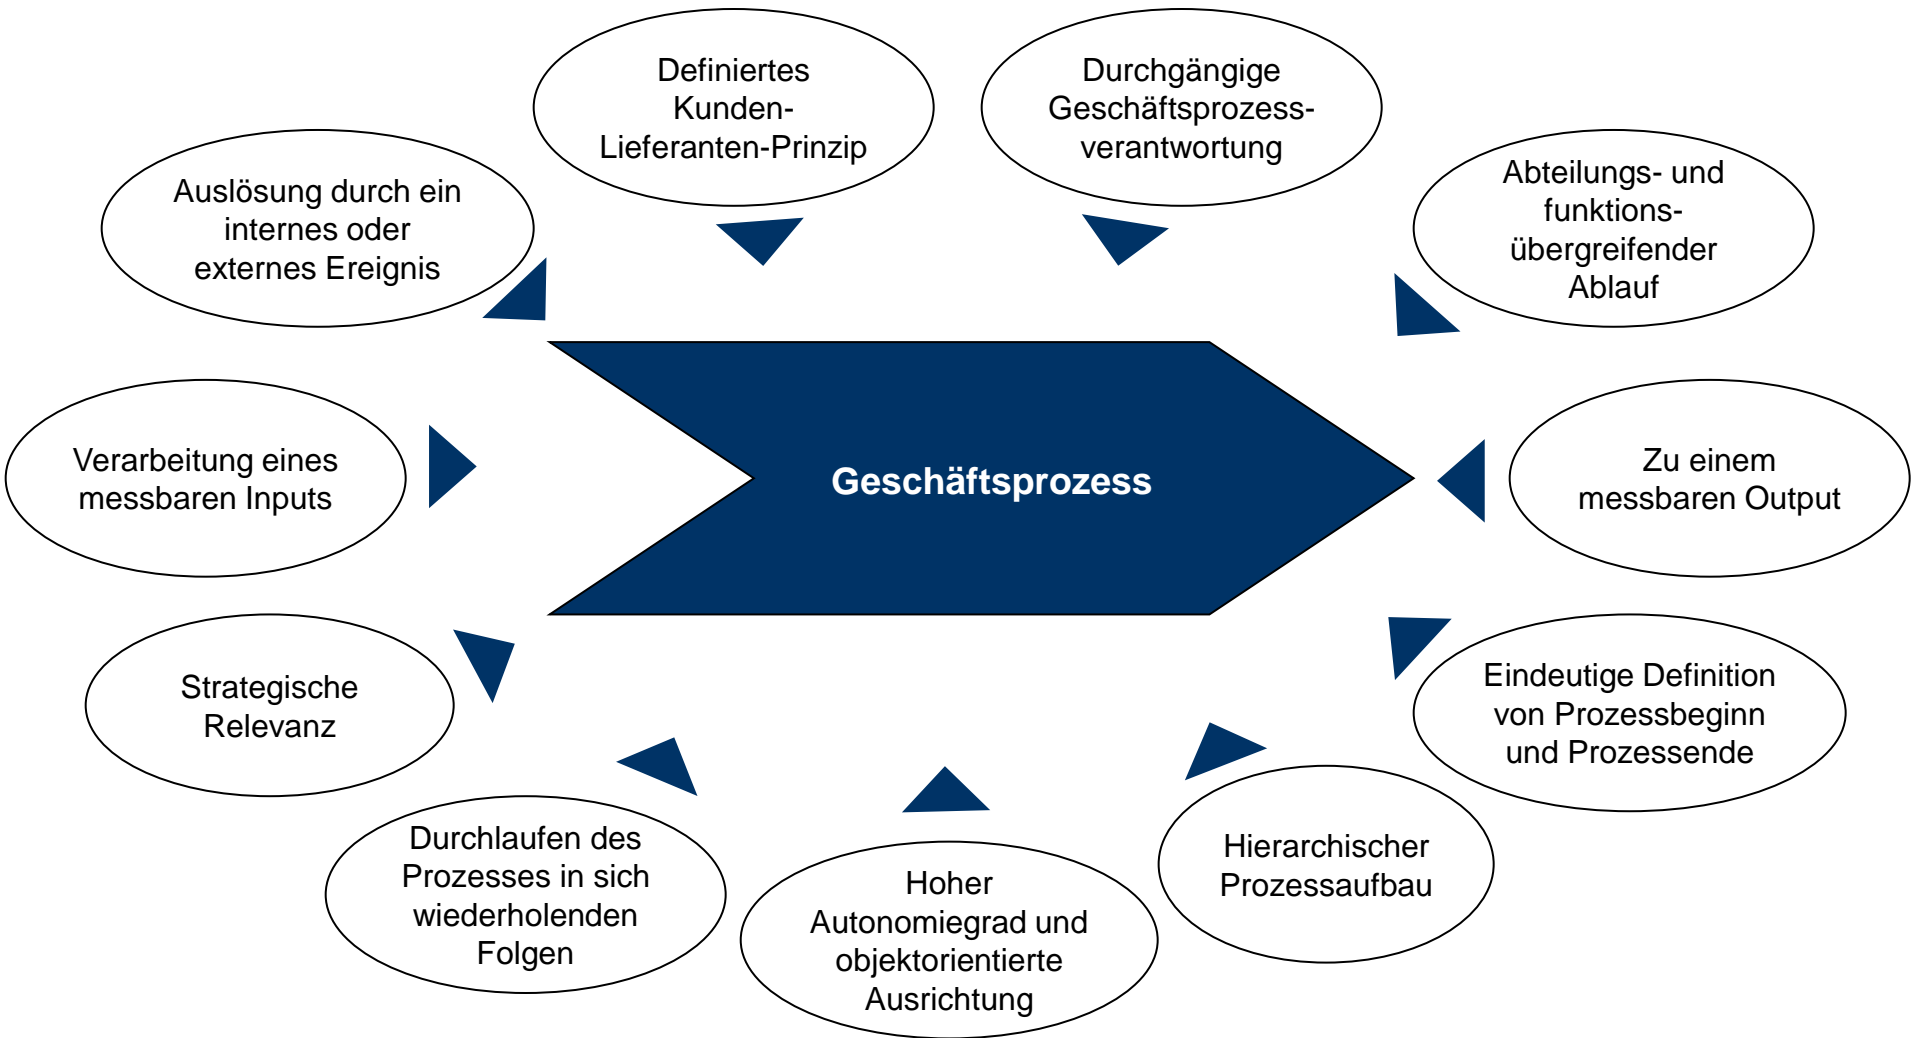 Definiertes
Kunden-
Lieferanten-Prinzip
Durchgängige
Geschäftsprozess-
verantwortung
Auslösung durch ein
internes oder
externes Ereignis
Abteilungs- und
funktions-
übergreifender
Ablauf
Verarbeitung eines
messbaren Inputs
Geschäftsprozess
Zu einem
messbaren Output
Strategische
Relevanz
Eindeutige Definition
von Prozessbeginn
und Prozessende
Durchlaufen des
Prozesses in sich
wiederholenden
Folgen
Hoher
Autonomiegrad und
objektorientierte
Ausrichtung
Hierarchischer
Prozessaufbau